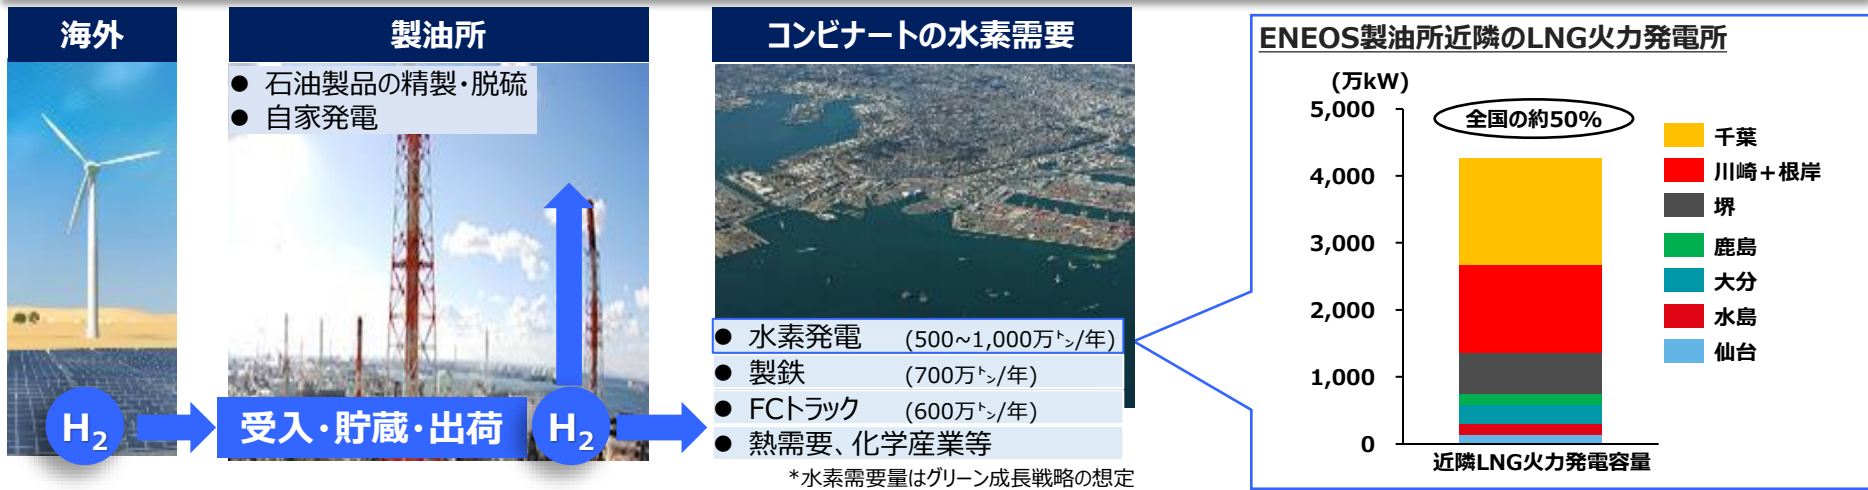 海外
製油所
● 石油製品の精製・脱硫
● 自家発電
H₂
受入・貯蔵・出荷
H₂
コンビナートの水素需要
● 水素発電 (500~1,000万㌧/年)
● 製鉄 (700万㌧/年)
● FCトラック (600万㌧/年)
● 熱需要、化学産業等
*水素需要量はグリーン成長戦略の想定
ENEOS製油所近隣のLNG火力発電所
(万kW)
5,000
4,000
3,000
2,000
1,000
0
全国の約50%
近隣LNG火力発電容量
千葉
川崎+根岸
堺
鹿島
大分
水島
仙台